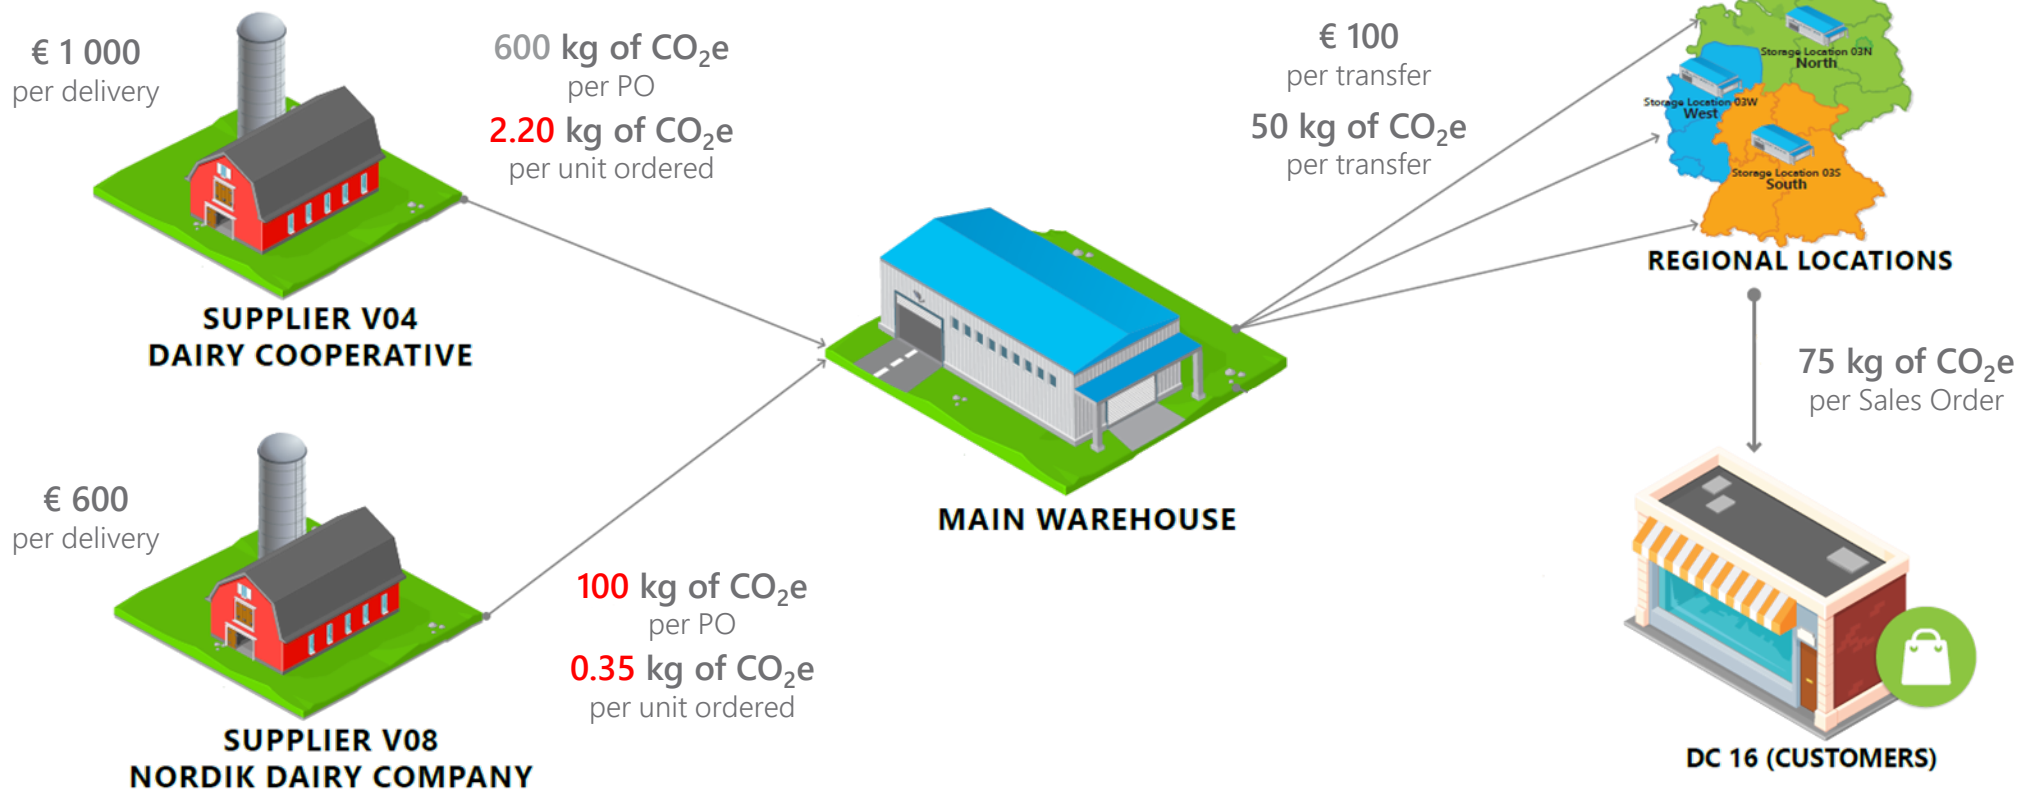 € 1 000
per delivery
600 kg of CO₂e
per PO
2.20 kg of CO₂e
per unit ordered
SUPPLIER V04
DAIRY COOPERATIVE
€ 600
per delivery
100 kg of CO₂e
per PO
0.35 kg of CO₂e
per unit ordered
SUPPLIER V08
NORDIK DAIRY COMPANY
MAIN WAREHOUSE
€ 100
per transfer
50 kg of CO₂e
per transfer
Storage Location 03N
North
Storage Location 03W
West
Storage Location 03S
South
REGIONAL LOCATIONS
75 kg of CO₂e
per Sales Order
DC 16 (CUSTOMERS)